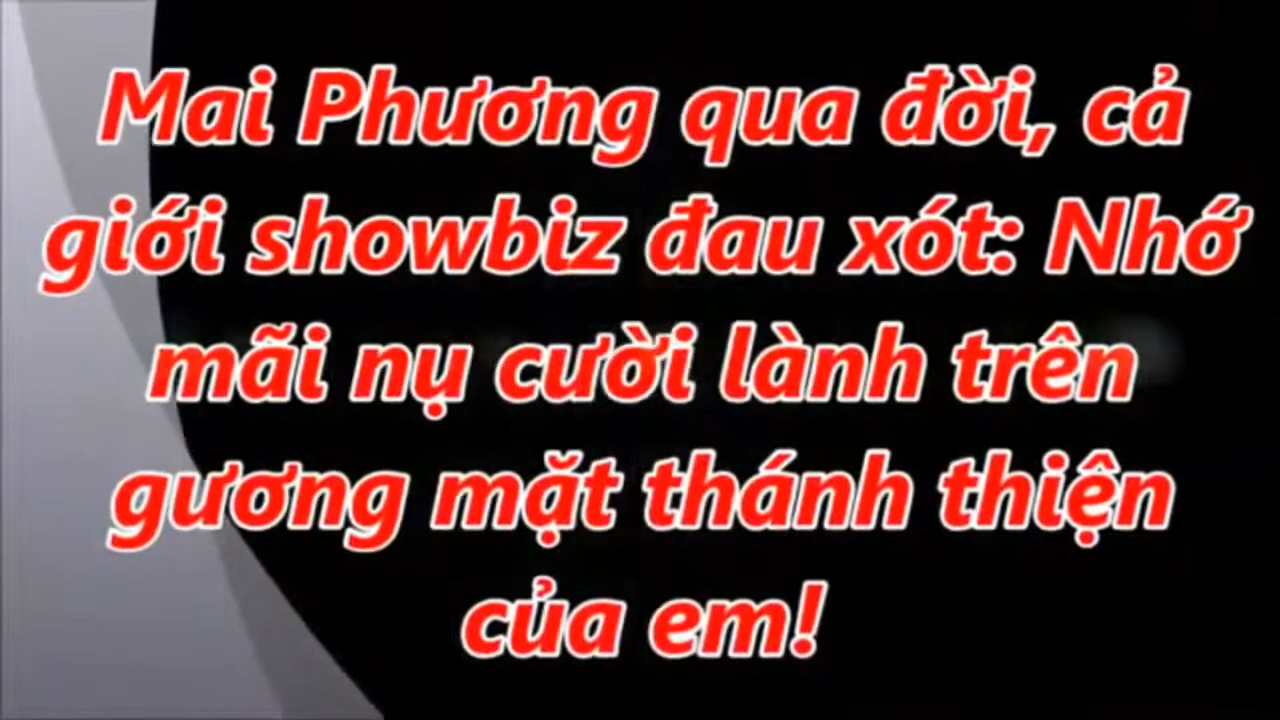 Mai Phương qua đời, cả
giới showbiz đau xót: Nhớ
mãi nụ cười lành trên
gương mặt thánh thiện
của em!